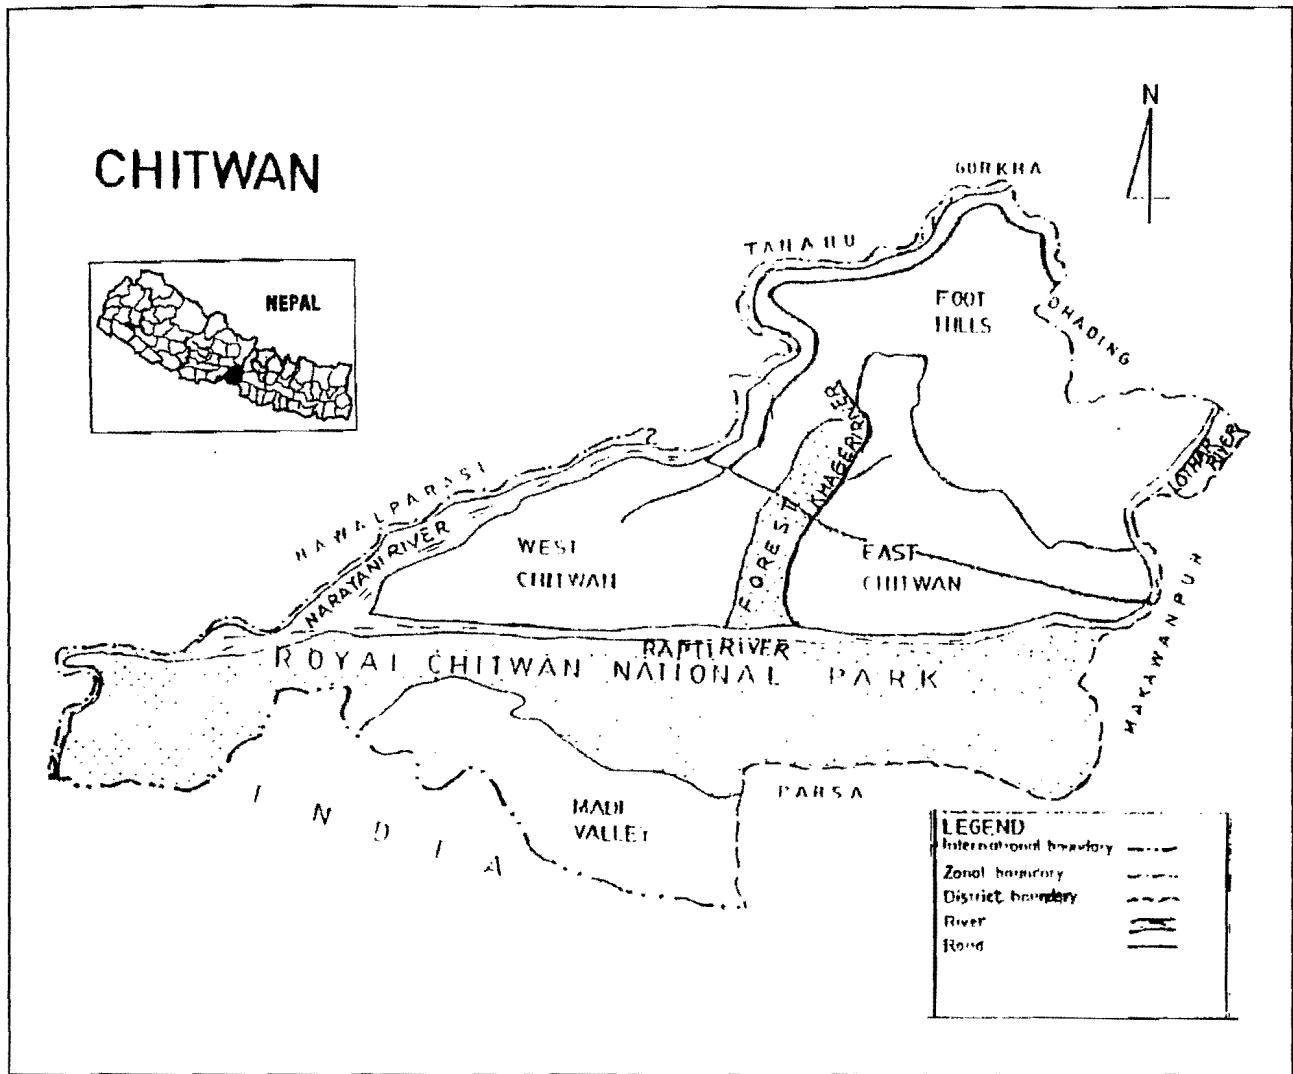 N
CHITWAN
GORKHA
TANAHU
NEPAL
FOOT
HILLS
DHADING
KHAGERI RIVER
LOTHAR
RIVER
NAWALPARASI
NARAYANI RIVER
WEST
CHITWAN
FOREST
EAST
CHITWAN
MAKAWANPUR
RAPTI RIVER
ROYAL CHITWAN NATIONAL PARK
INDIA
MADI
VALLEY
PARSA
LEGEND
International boundary
Zonal boundary
District boundary
River
Road